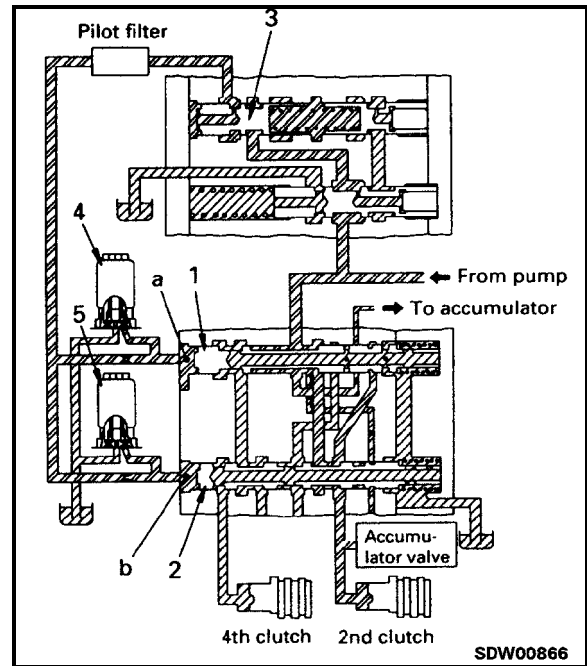 Pilot filter
3
4
From pump
To accumulator
a
1
5
b
2
Accumu-
lator valve
4th clutch
2nd clutch
SDW00866